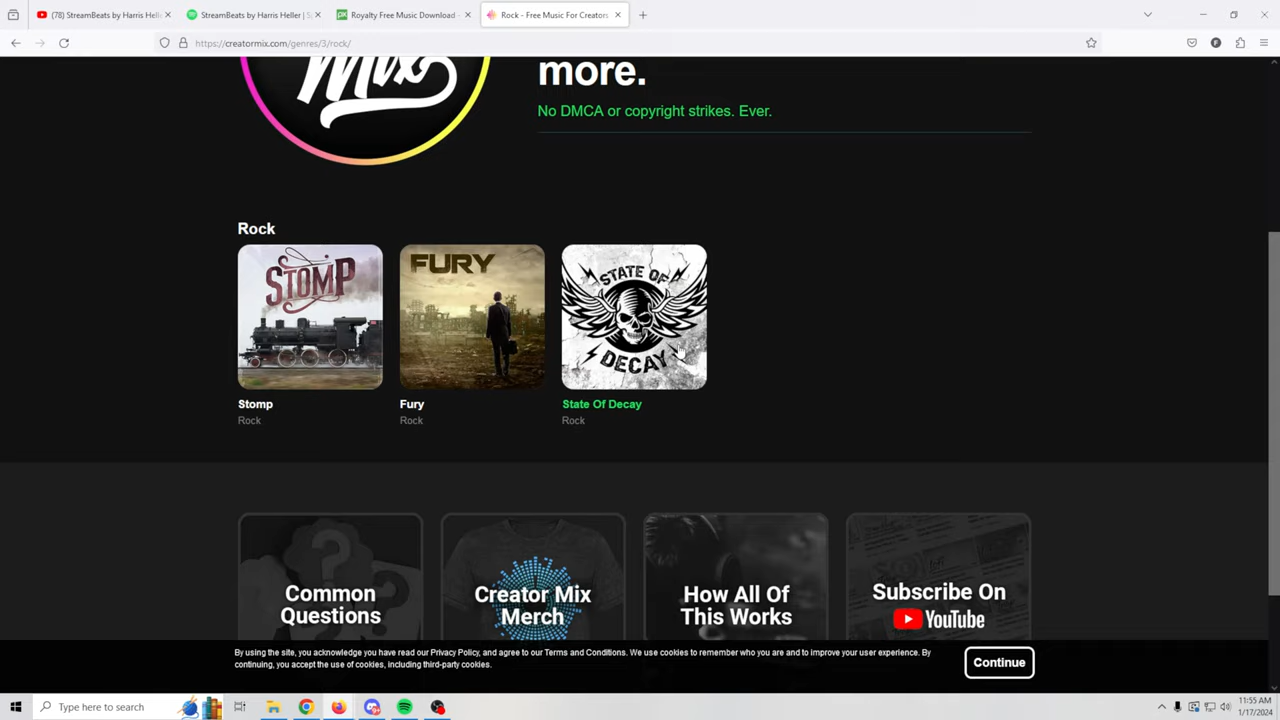 (78) StreamBeats by Harris Hell
StreamBeats by Harris Heller | Sp
Royalty Free Music Download -
Rock - Free Music For Creators
https://creatormix.com/genres/3/rock/
Mix
more.
No DMCA or copyright strikes. Ever.
Rock
STOMP
FURY
STATE OF
DECAY
Stomp
Fury
State Of Decay
Rock
Rock
Rock
Common
Questions
Creator Mix
Merch
How All Of
This Works
Subscribe On
YouTube
By using the site, you acknowledge you have read our Privacy Policy, and agree to our Terms and Conditions. We use cookies to remember who you are and to improve your user experience. By
continuing, you accept the use of cookies, including third-party cookies.
Continue
Type here to search
11:55 AM
1/17/2024